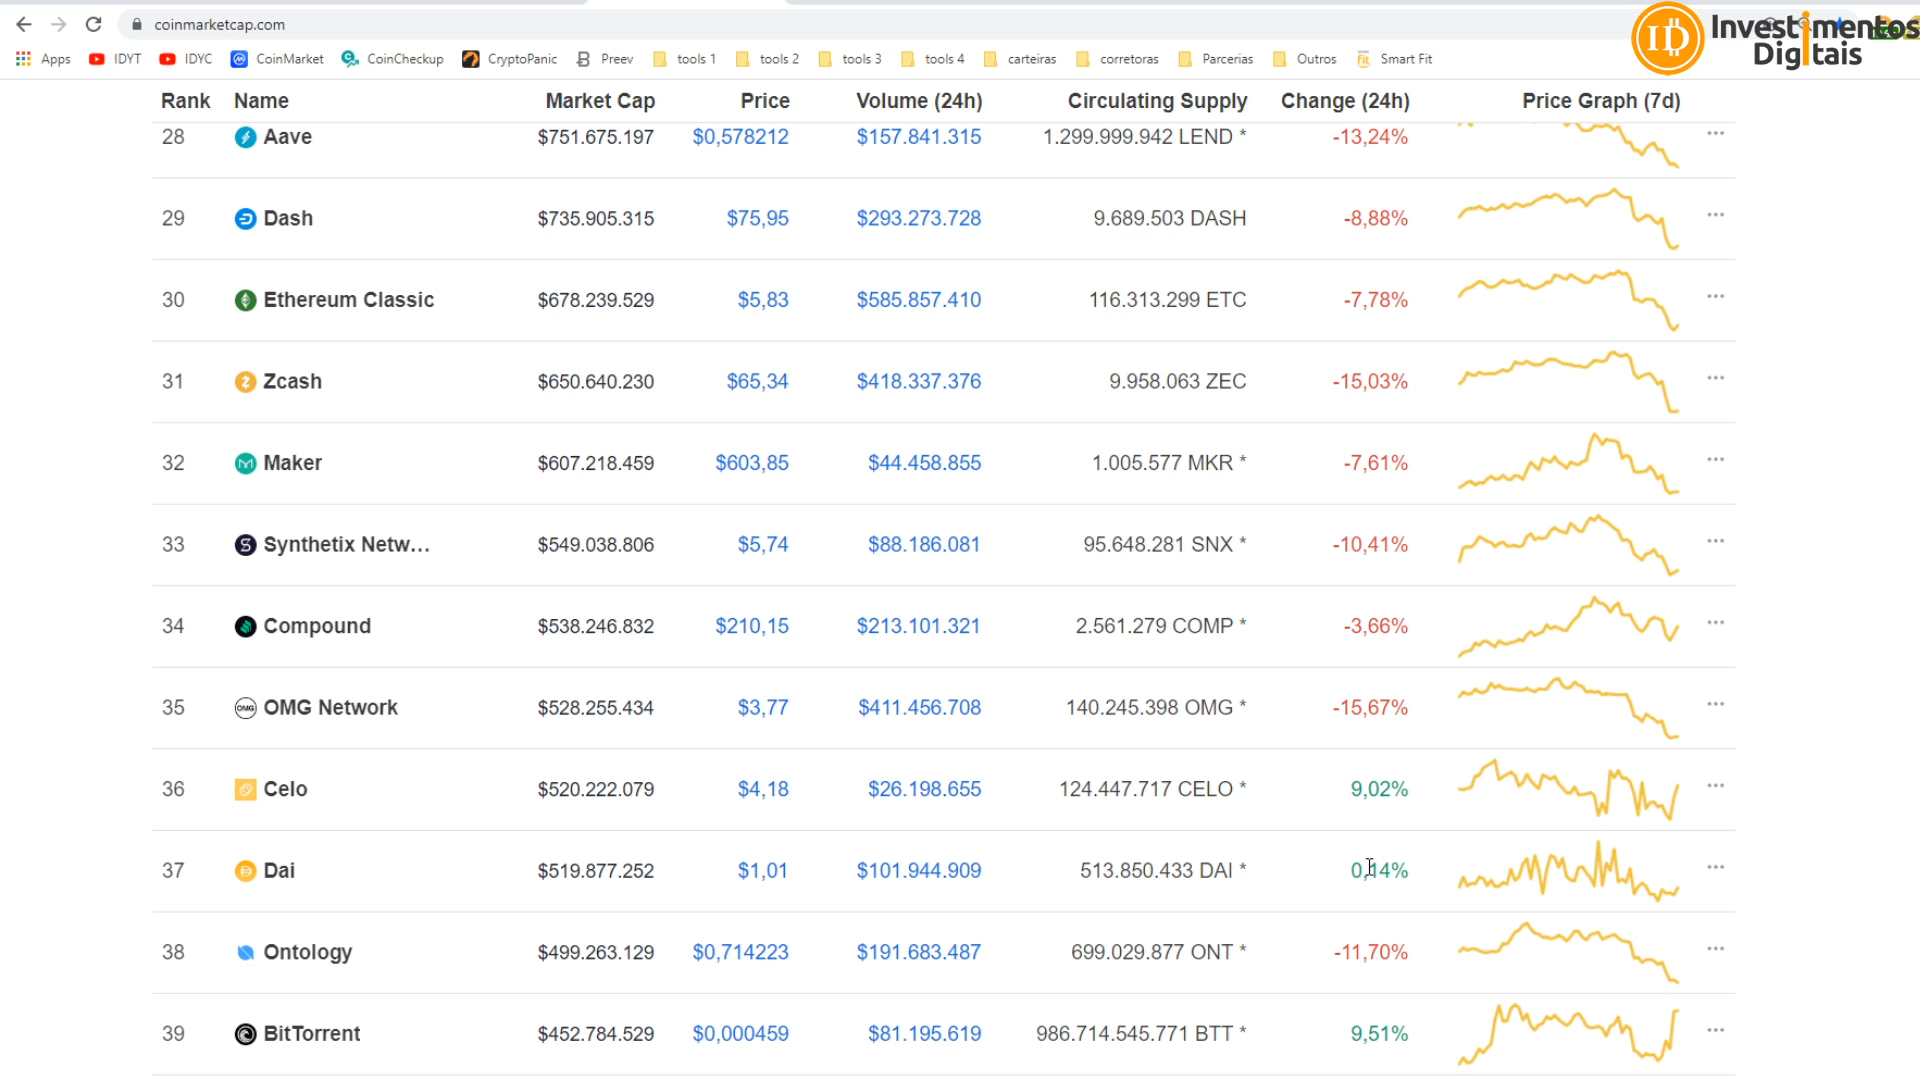 coinmarketcap.com
Apps IDYT IDYC CoinMarket CoinCheckup CryptoPanic Preev tools 1 tools 2 tools 3 tools 4 carteiras corretoras Parcerias Outros Smart Fit
ID Investimentos
Digitais
Rank Name Market Cap Price Volume (24h) Circulating Supply Change (24h) Price Graph (7d)
28 Aave $751.675.197 $0,578212 $157.841.315 1.299.999.942 LEND * -13,24%
29 Dash $735.905.315 $75,95 $293.273.728 9.689.503 DASH -8,88%
30 Ethereum Classic $678.239.529 $5,83 $585.857.410 116.313.299 ETC -7,78%
31 Zcash $650.640.230 $65,34 $418.337.376 9.958.063 ZEC -15,03%
32 Maker $607.218.459 $603,85 $44.458.855 1.005.577 MKR * -7,61%
33 Synthetix Netw... $549.038.806 $5,74 $88.186.081 95.648.281 SNX * -10,41%
34 Compound $538.246.832 $210,15 $213.101.321 2.561.279 COMP * -3,66%
35 OMG OMG Network $528.255.434 $3,77 $411.456.708 140.245.398 OMG * -15,67%
36 Celo $520.222.079 $4,18 $26.198.655 124.447.717 CELO * 9,02%
37 Dai $519.877.252 $1,01 $101.944.909 513.850.433 DAI * 0,14%
38 Ontology $499.263.129 $0,714223 $191.683.487 699.029.877 ONT * -11,70%
39 BitTorrent $452.784.529 $0,000459 $81.195.619 986.714.545.771 BTT * 9,51%